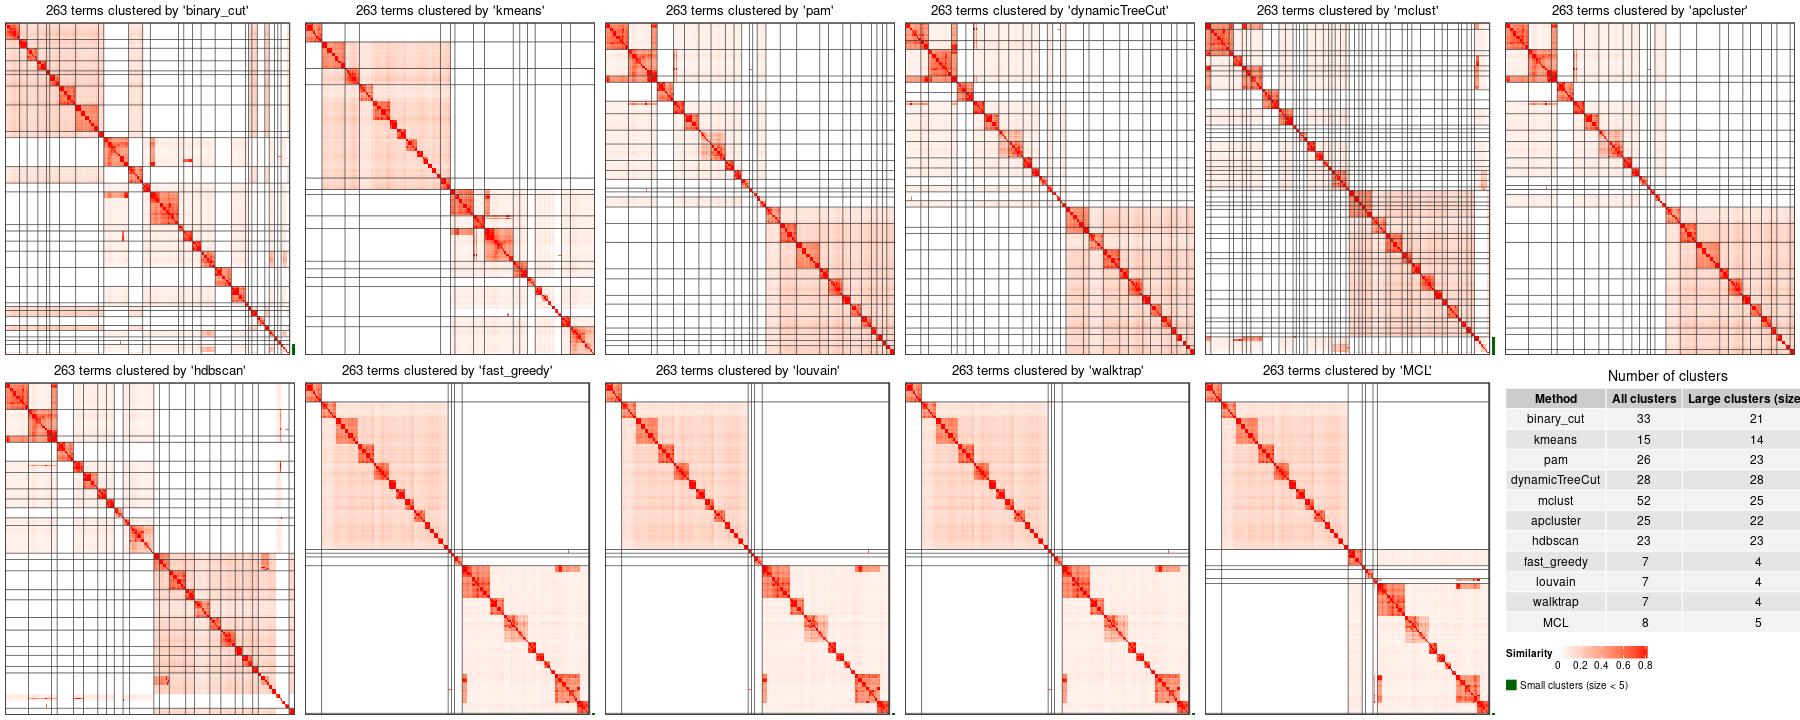 263 terms clustered by 'binary_cut'
263 terms clustered by 'kmeans'
263 terms clustered by 'pam'
263 terms clustered by 'dynamicTreeCut'
263 terms clustered by 'mclust'
263 terms clustered by 'apcluster'
263 terms clustered by 'hdbscan'
263 terms clustered by 'fast_greedy'
263 terms clustered by 'louvain'
263 terms clustered by 'walktrap'
263 terms clustered by 'MCL'
Number of clusters
Method All clusters Large clusters (size
binary_cut 33 21
kmeans 15 14
pam 26 23
dynamicTreeCut 28 28
mclust 52 25
apcluster 25 22
hdbscan 23 23
fast_greedy 7 4
louvain 7 4
walktrap 7 4
MCL 8 5
Similarity
0 0.2 0.4 0.6 0.8
Small clusters (size < 5)